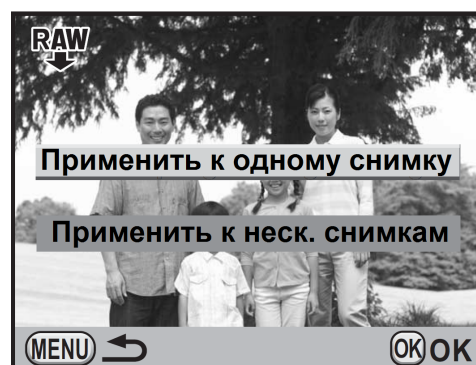 RAW
Применить к одному снимку
Применить к неск. снимкам
MENU OK OK